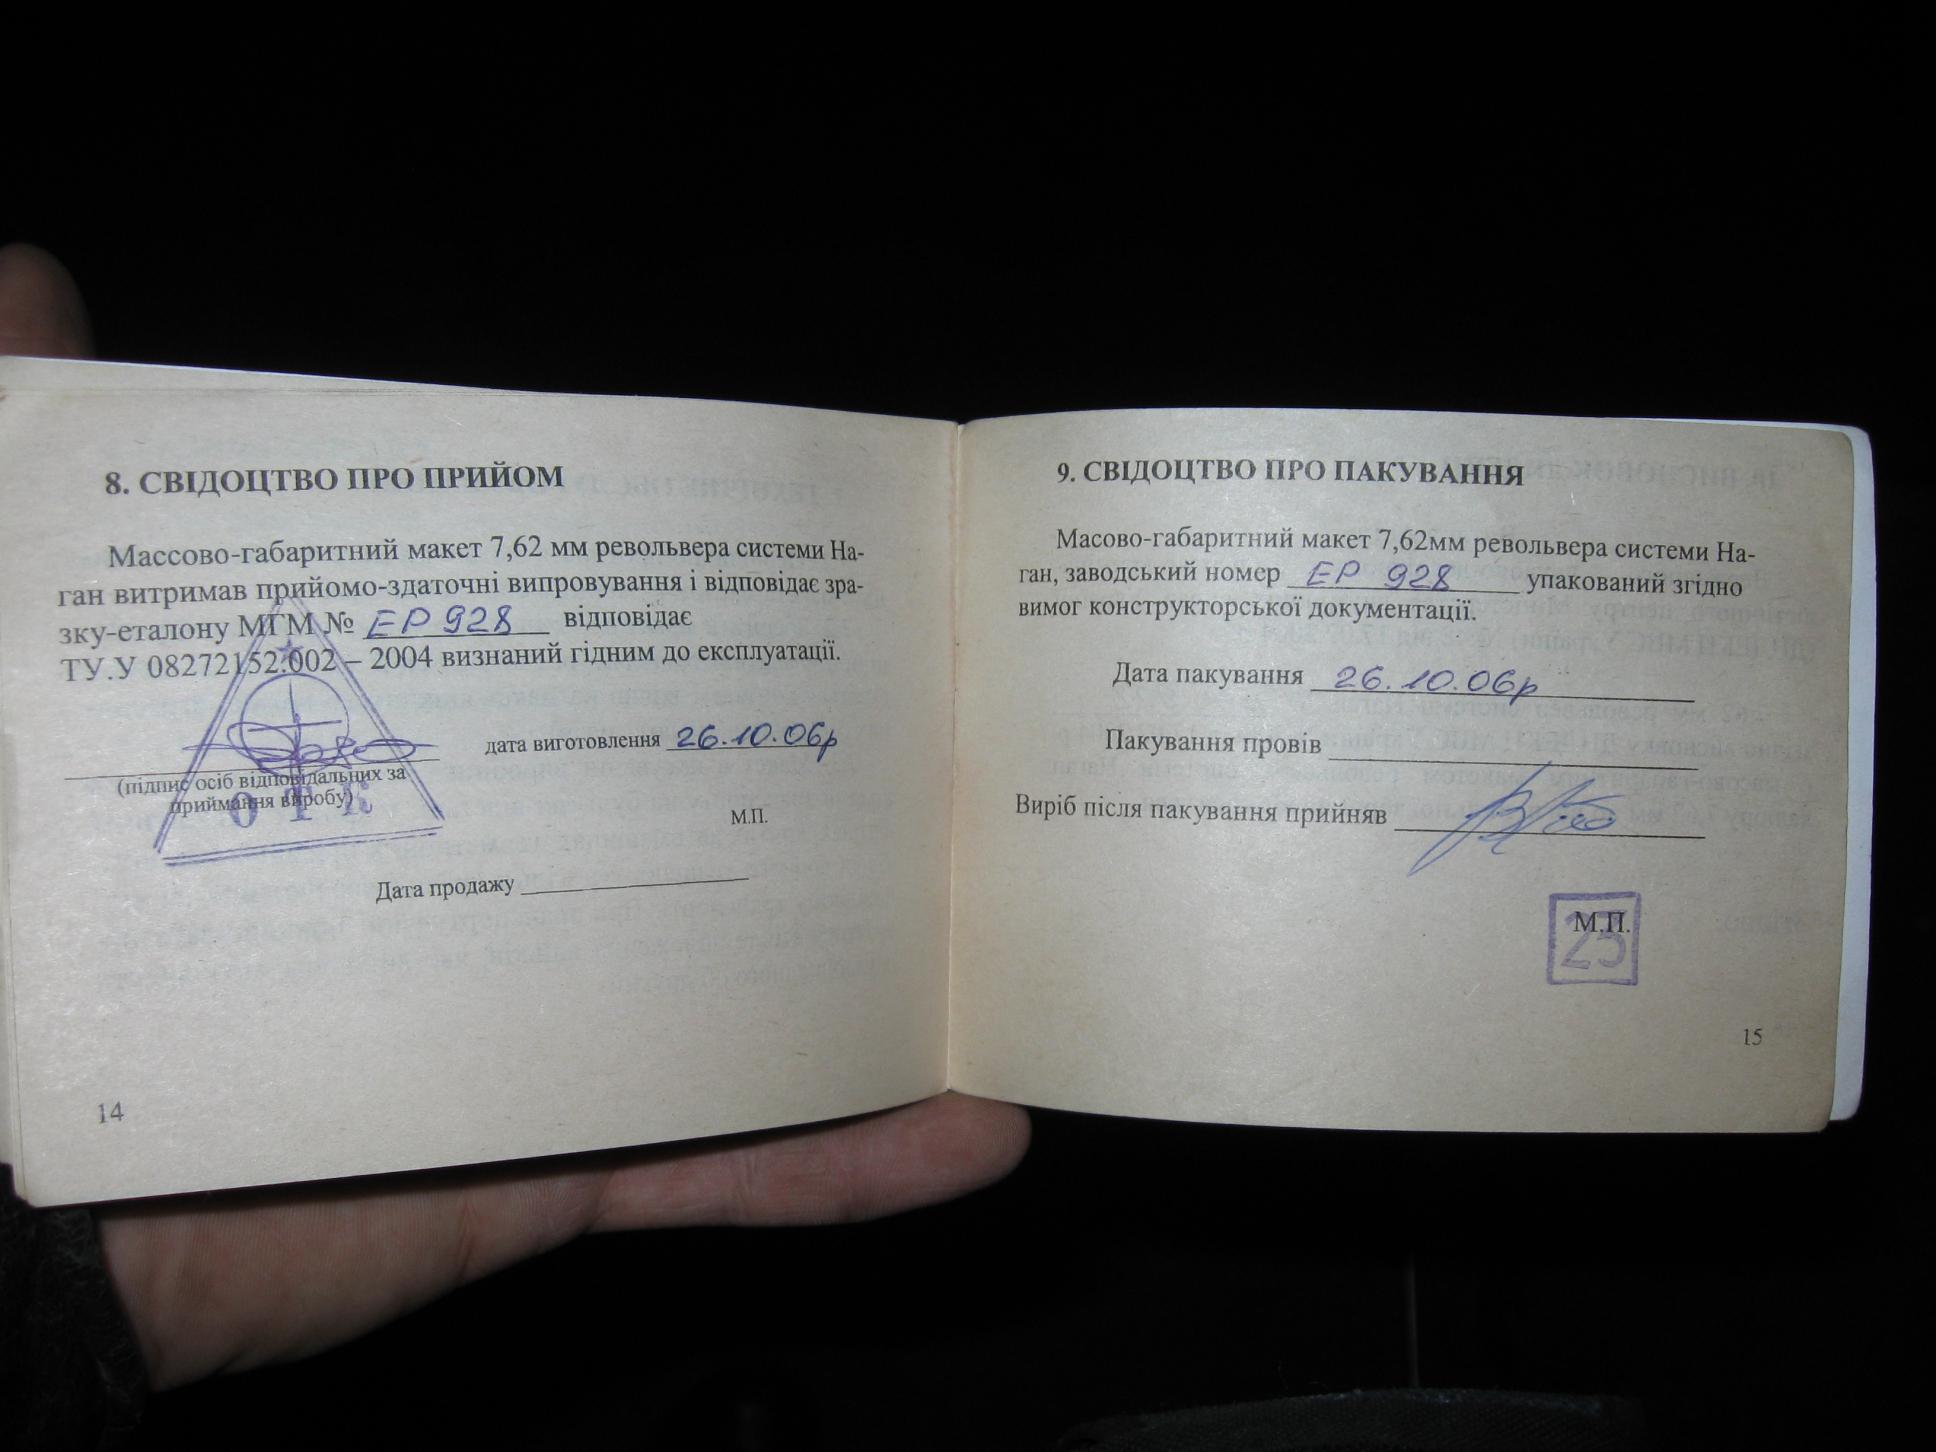 8. СВІДОЦТВО ПРО ПРИЙОМ
Массово-габаритний макет 7,62 мм револьвера системи На-
ган витримав прийомо-здаточні випровування і відповідає зра-
зку-еталону МГМ № ЕР 928 відповідає
ТУ.У 08272152.002 – 2004 визнаний гідним до експлуатації.
дата виготовлення 26.10.06р
(підпис осіб відповідальних за
приймання виробу)
О Т К
М.П.
Дата продажу
14
9. СВІДОЦТВО ПРО ПАКУВАННЯ
Масово-габаритний макет 7,62мм револьвера системи На-
ган, заводський номер ЕР 928 упакований згідно
вимог конструкторської документації.
Дата пакування 26.10.06р
Пакування провів
Виріб після пакування прийняв
М.П.
25
15